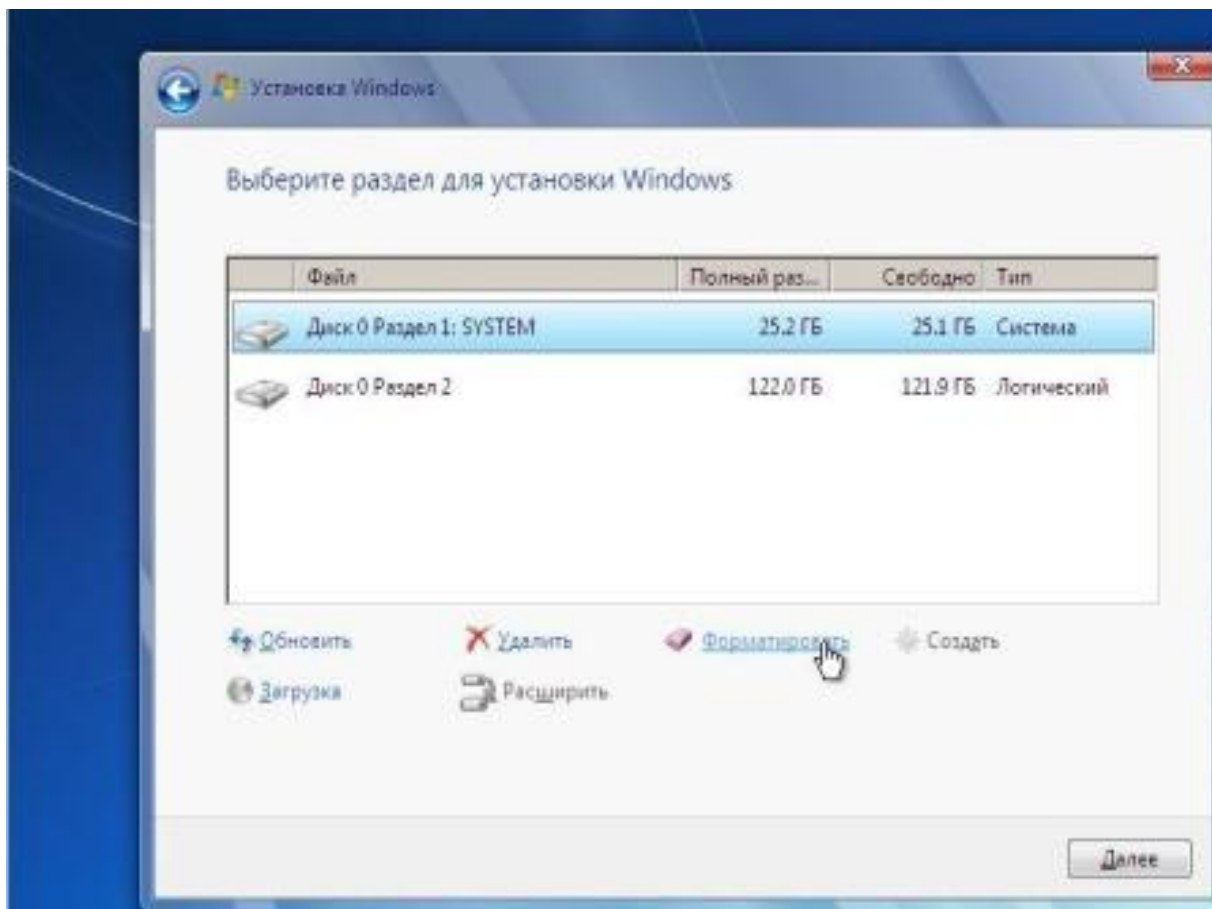 Установка Windows
Выберите раздел для установки Windows
Файл Полный раз... Свободно Тип
Диск 0 Раздел 1: SYSTEM 25.2 ГБ 25.1 ГБ Система
Диск 0 Раздел 2 122.0 ГБ 121.9 ГБ Логический
Обновить Удалить Форматировать Создать
Загрузка Расширить
Далее